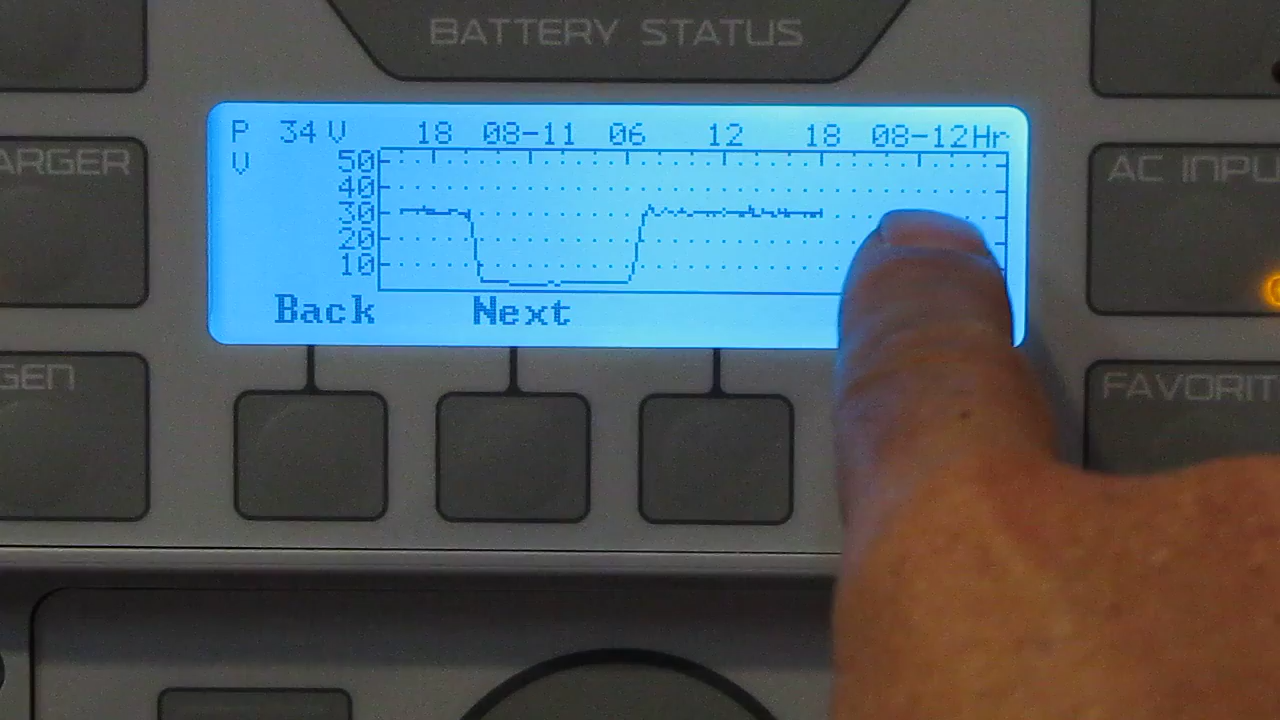 BATTERY STATUS
P 34 V 18 08-11 06 12 18 08-12Hr
V
50
40
30
20
10
Back Next
ARGER
AC INPU
GEN
FAVORIT